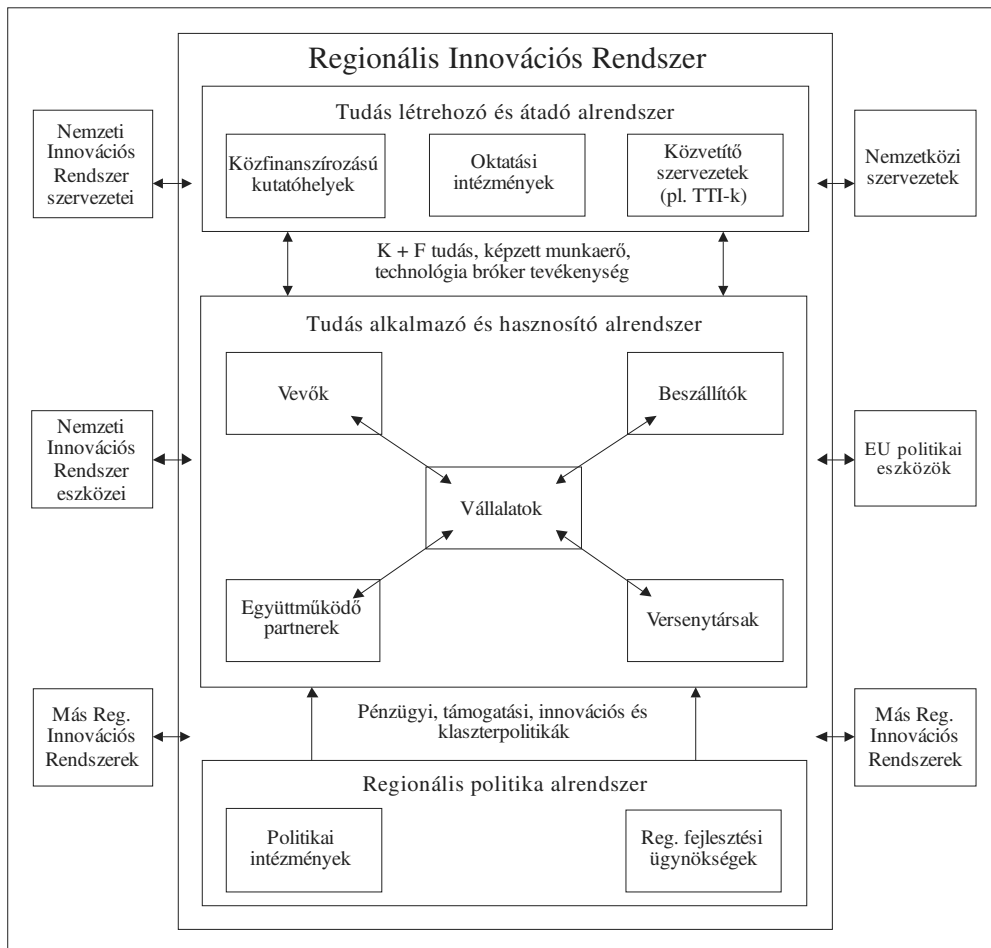 Regionális Innovációs Rendszer
Tudás létrehozó és átadó alrendszer
Nemzeti
Innovációs
Rendszer
szervezetei
Közfinanszírozású
kutatóhelyek
Oktatási
intézmények
Közvetítő
szervezetek
(pl. TTI-k)
Nemzetközi
szervezetek
K + F tudás, képzett munkaerő,
technológia bróker tevékenység
Tudás alkalmazó és hasznosító alrendszer
Vevők
Beszállítók
Nemzeti
Innovációs
Rendszer
eszközei
EU politikai
eszközök
Vállalatok
Együttműködő
partnerek
Versenytársak
Más Reg.
Innovációs
Rendszerek
Pénzügyi, támogatási, innovációs és
klaszterpolitikák
Más Reg.
Innovációs
Rendszerek
Regionális politika alrendszer
Politikai
intézmények
Reg. fejlesztési
ügynökségek